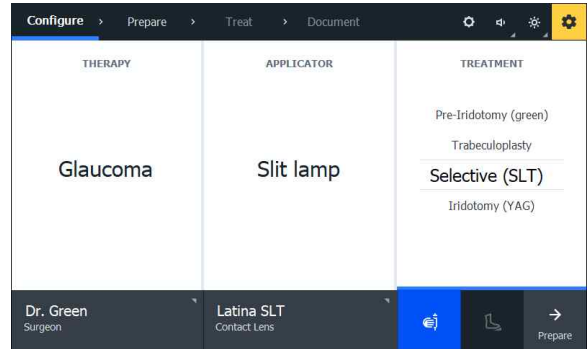 Configure > Prepare > Treat > Document
THERAPY
Glaucoma
APPLICATOR
Slit lamp
TREATMENT
Pre-Iridotomy (green)
Trabeculoplasty
Selective (SLT)
Iridotomy (YAG)
Dr. Green
Surgeon
Latina SLT
Contact Lens
Prepare